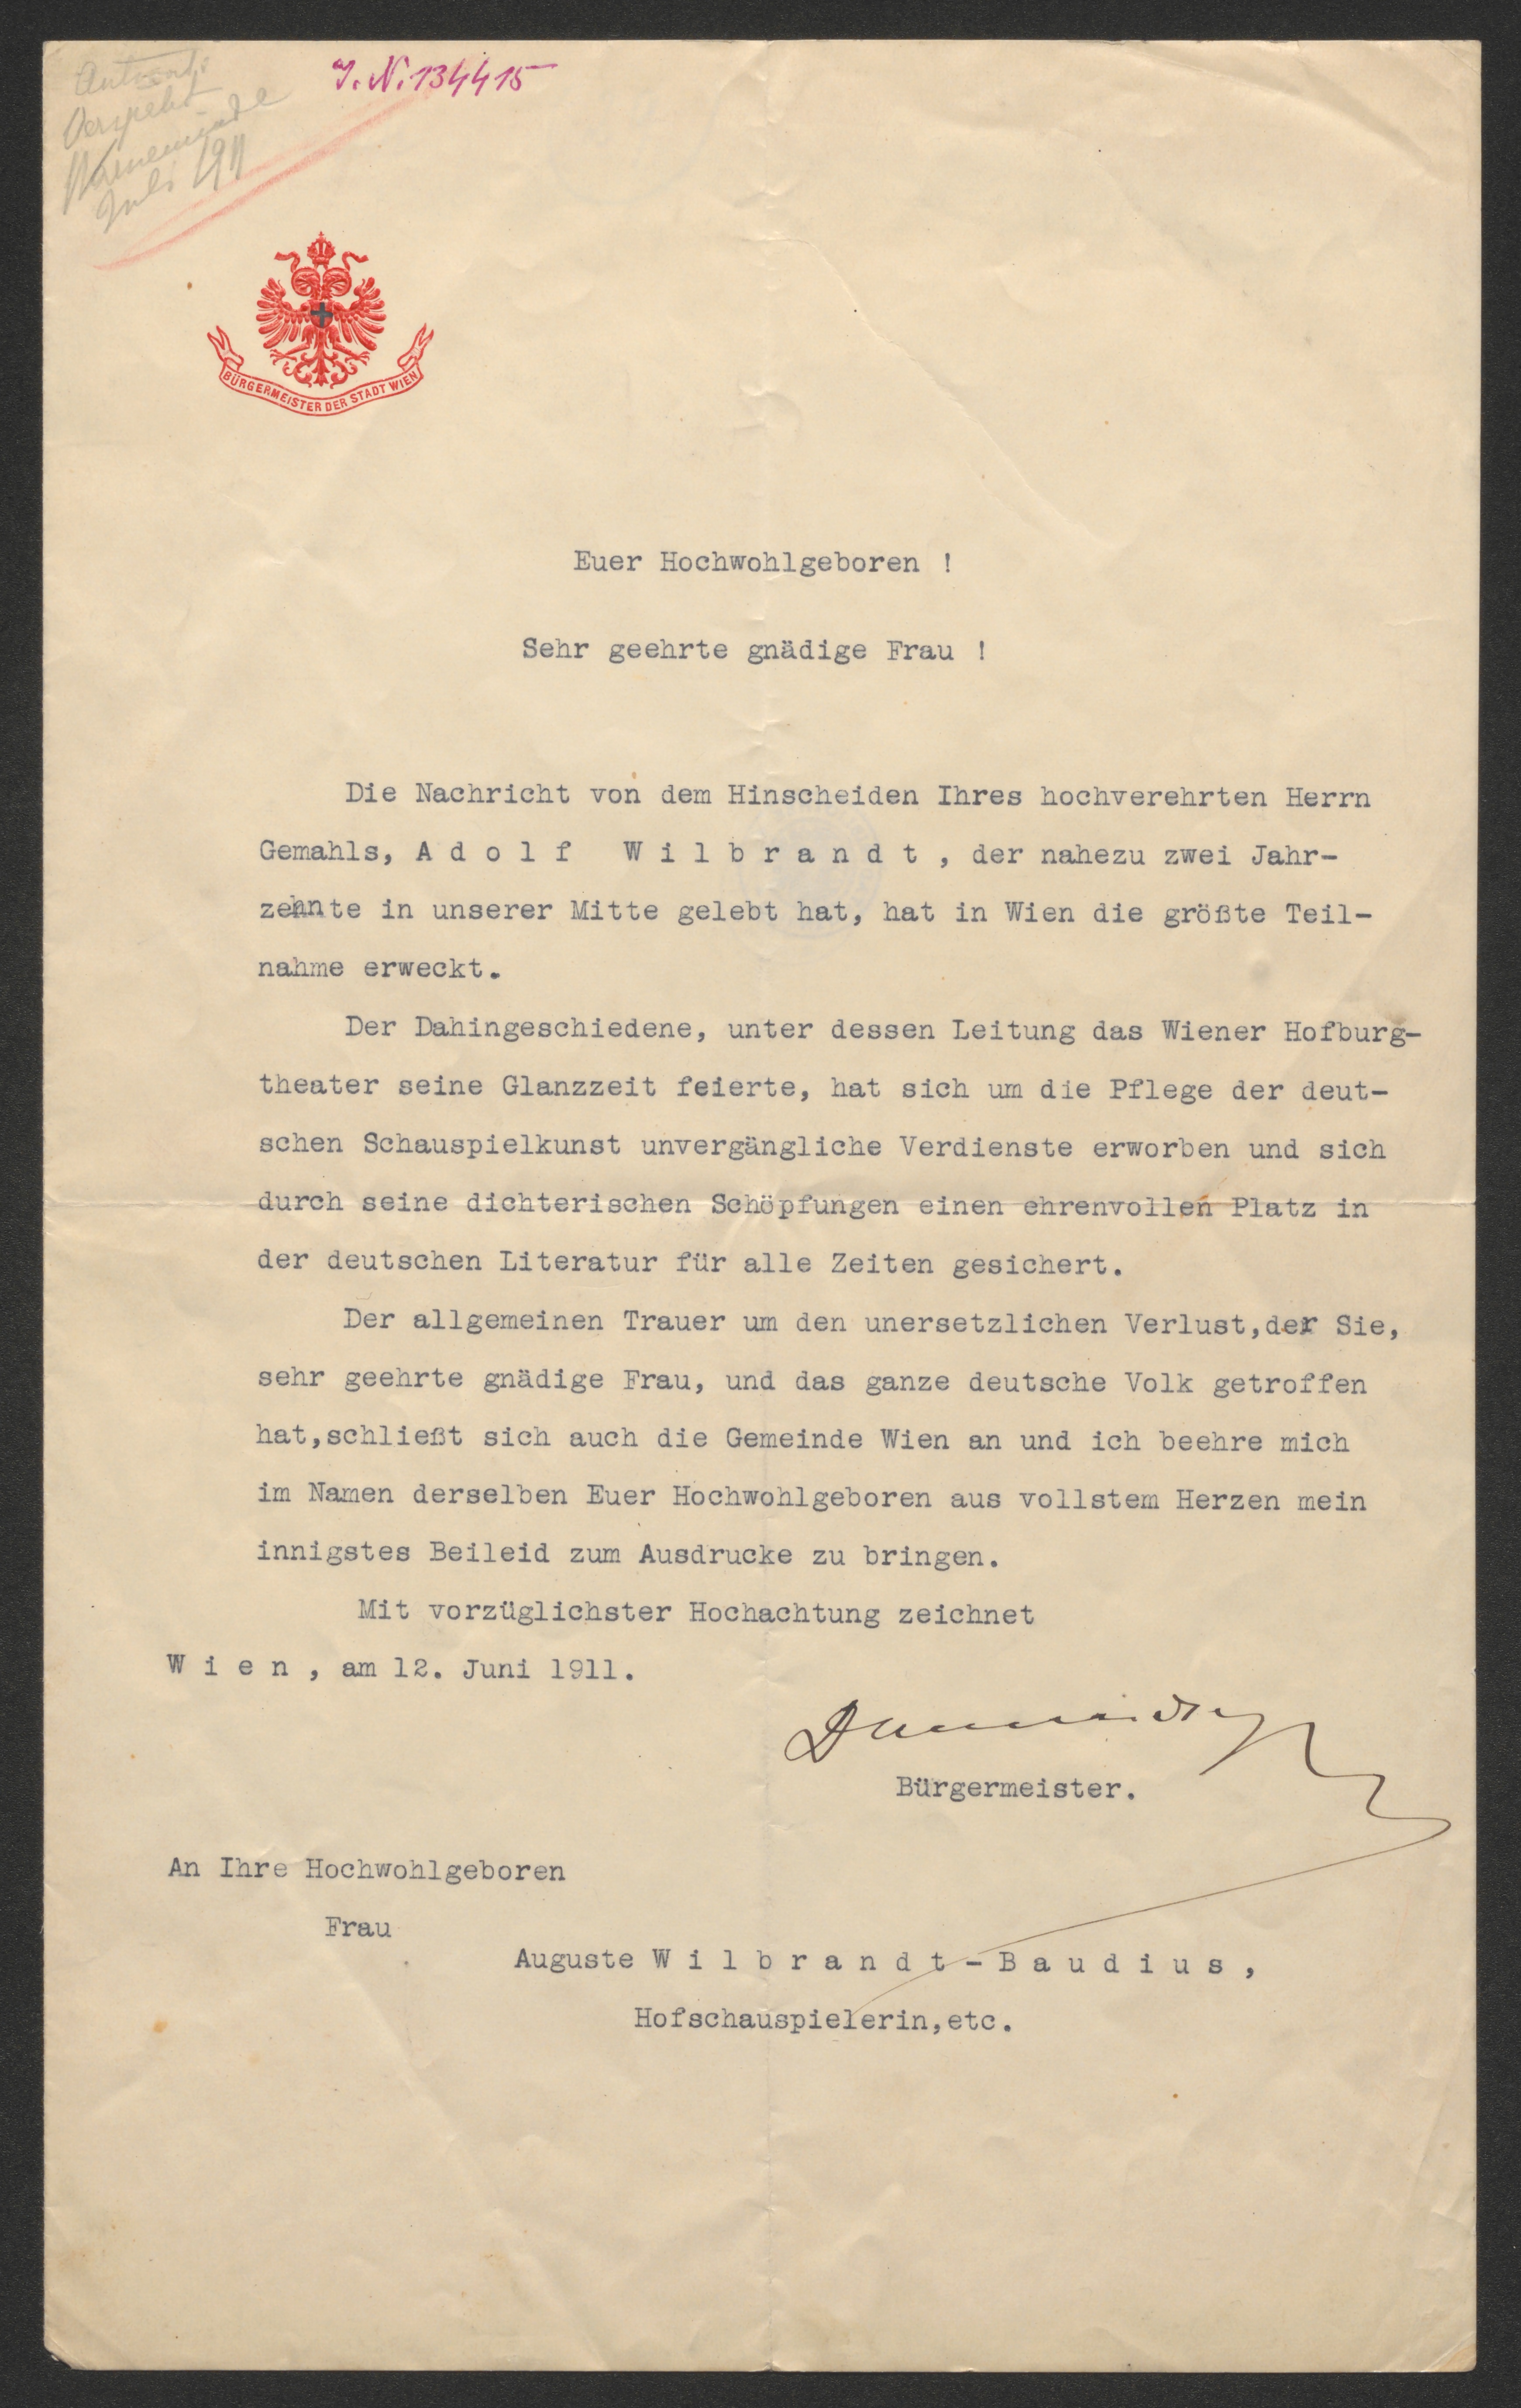 Antwort
Verspätet
Warnemünde
Juli 1911
I. N. 134415
BÜRGERMEISTER DER STADT WIEN
Euer Hochwohlgeboren !
Sehr geehrte gnädige Frau !
Die Nachricht von dem Hinscheiden Ihres hochverehrten Herrn
Gemahls, A d o l f W i l b r a n d t , der nahezu zwei Jahr-
zehnte in unserer Mitte gelebt hat, hat in Wien die größte Teil-
nahme erweckt.
Der Dahingeschiedene, unter dessen Leitung das Wiener Hofburg-
theater seine Glanzzeit feierte, hat sich um die Pflege der deut-
schen Schauspielkunst unvergängliche Verdienste erworben und sich
durch seine dichterischen Schöpfungen einen ehrenvollen Platz in
der deutschen Literatur für alle Zeiten gesichert.
Der allgemeinen Trauer um den unersetzlichen Verlust,der Sie,
sehr geehrte gnädige Frau, und das ganze deutsche Volk getroffen
hat,schließt sich auch die Gemeinde Wien an und ich beehre mich
im Namen derselben Euer Hochwohlgeboren aus vollstem Herzen mein
innigstes Beileid zum Ausdrucke zu bringen.
Mit vorzüglichster Hochachtung zeichnet
W i e n , am 12. Juni 1911.
Bürgermeister.
An Ihre Hochwohlgeboren
Frau
Auguste W i l b r a n d t - B a u d i u s ,
Hofschauspielerin,etc.